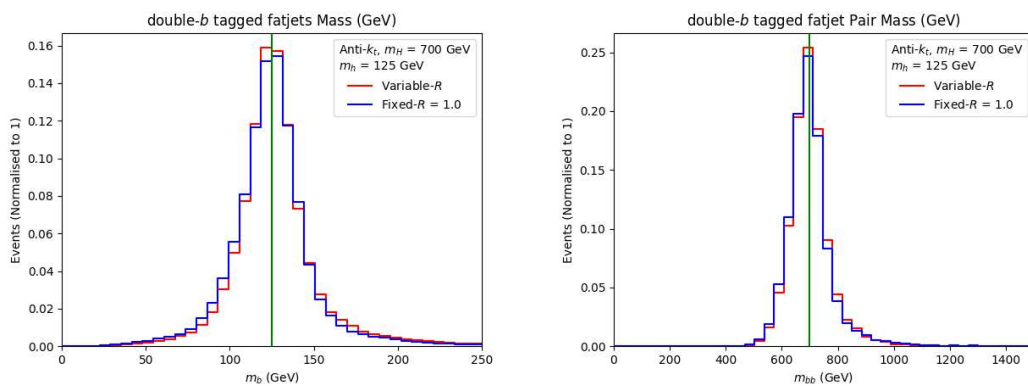 double-b tagged fatjets Mass (GeV)
Events (Normalised to 1)
0.16
0.14
0.12
0.10
0.08
0.06
0.04
0.02
0.00
Anti-kt, mH = 700 GeV
mh = 125 GeV
Variable-R
Fixed-R = 1.0
0 50 100 150 200 250
mb (GeV)
double-b tagged fatjet Pair Mass (GeV)
Events (Normalised to 1)
0.25
0.20
0.15
0.10
0.05
0.00
Anti-kt, mH = 700 GeV
mh = 125 GeV
Variable-R
Fixed-R = 1.0
0 200 400 600 800 1000 1200 1400
mbb (GeV)